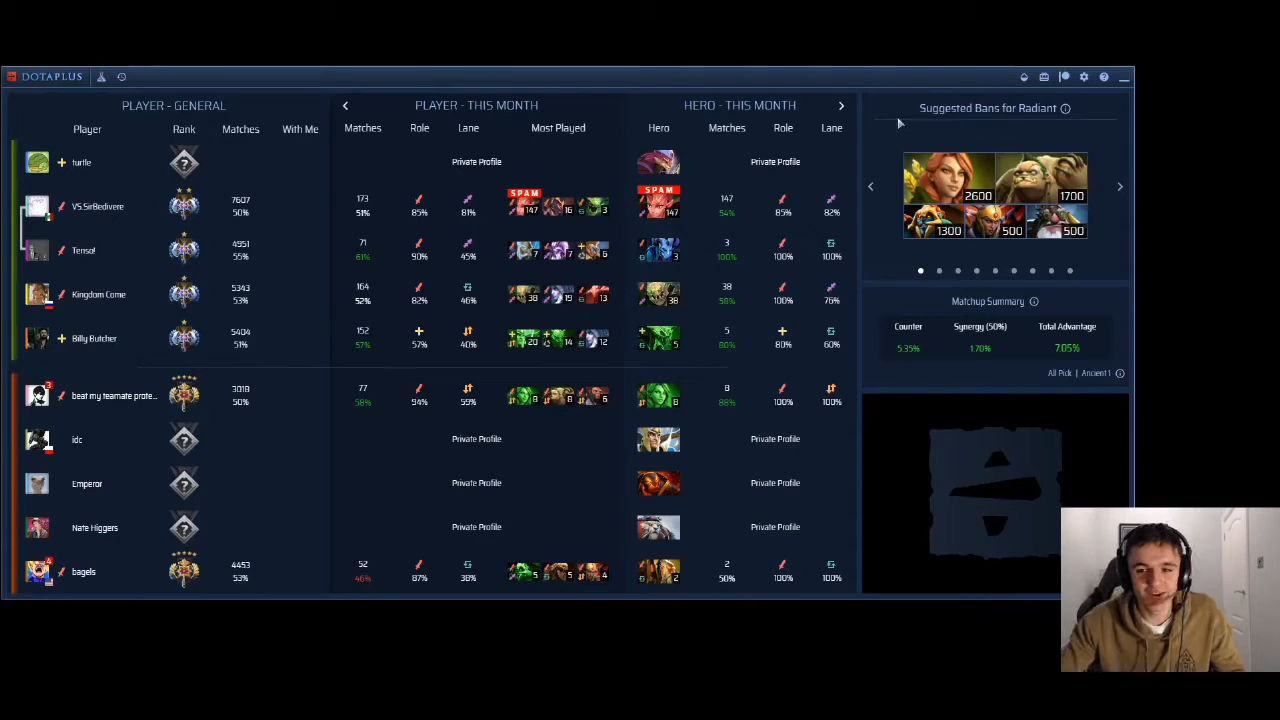 DOTAPLUS
PLAYER - GENERAL
PLAYER - THIS MONTH
HERO - THIS MONTH
Player Rank Matches With Me
Matches Role Lane Most Played
Hero Matches Role Lane
turtle Private Profile Private Profile
VS.SirBedivere 7607 50% 173 51% 85% 81% SPAM 147 16 3 SPAM 147 147 54% 85% 82%
Tenso! 4951 55% 71 61% 90% 45% 7 7 6 3 3 100% 100% 100%
Kingdom Come 5343 53% 164 52% 82% 46% 38 19 13 38 38 58% 100% 76%
Billy Butcher 5404 51% 152 57% 57% 40% 20 14 12 5 5 80% 80% 60%
3 beat my teamate prote... 3018 50% 77 58% 94% 59% 8 8 6 8 8 88% 100% 100%
idc Private Profile Private Profile
Emperor Private Profile Private Profile
Nate Higgers Private Profile Private Profile
4 bagels 4453 53% 52 46% 87% 38% 5 5 4 2 2 50% 100% 100%
Suggested Bans for Radiant
2600 1700
1300 500 500
Matchup Summary
Counter Synergy (50%) Total Advantage
5.35% 1.70% 7.05%
All Pick | Ancient 1